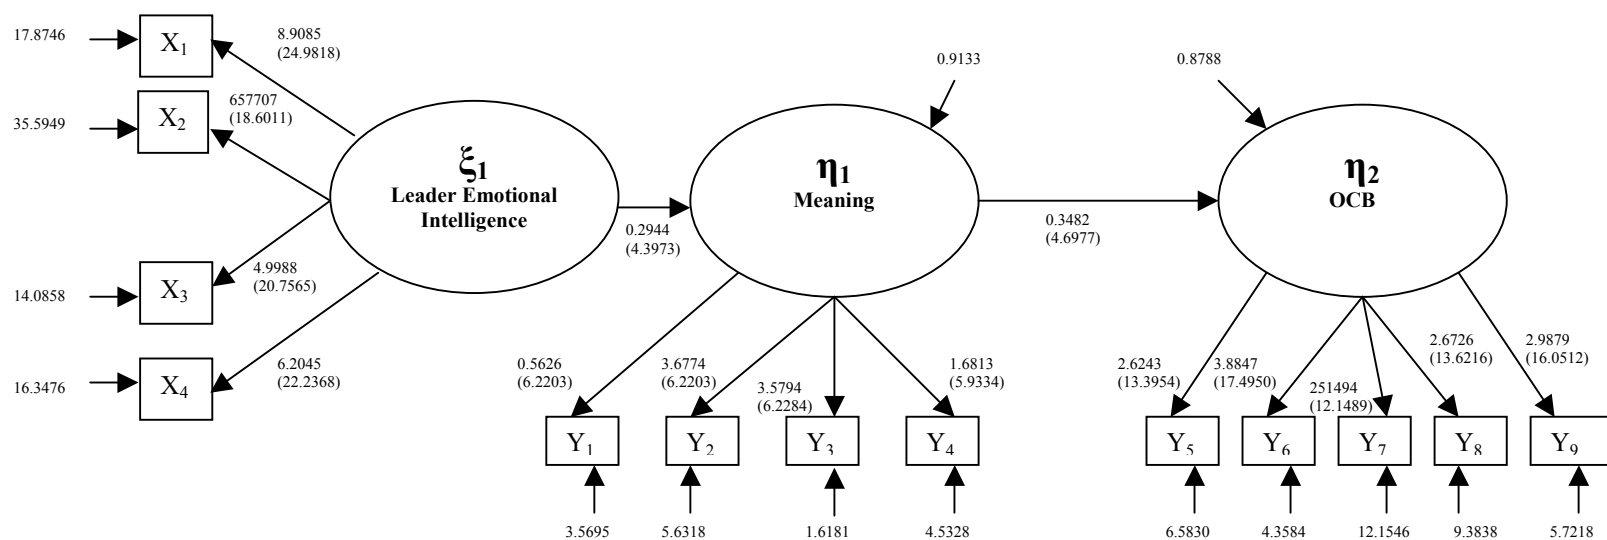 17.8746
X1
8.9085
(24.9818)
35.5949
X2
657707
(18.6011)
14.0858
X3
4.9988
(20.7565)
16.3476
X4
6.2045
(22.2368)
ξ1
Leader Emotional
Intelligence
0.2944
(4.3973)
0.9133
η1
Meaning
0.3482
(4.6977)
0.8788
η2
OCB
0.5626
(6.2203)
3.6774
(6.2203)
3.5794
(6.2284)
1.6813
(5.9334)
2.6243
(13.3954)
3.8847
(17.4950)
251494
(12.1489)
2.6726
(13.6216)
2.9879
(16.0512)
Y1
Y2
Y3
Y4
Y5
Y6
Y7
Y8
Y9
3.5695
5.6318
1.6181
4.5328
6.5830
4.3584
12.1546
9.3838
5.7218